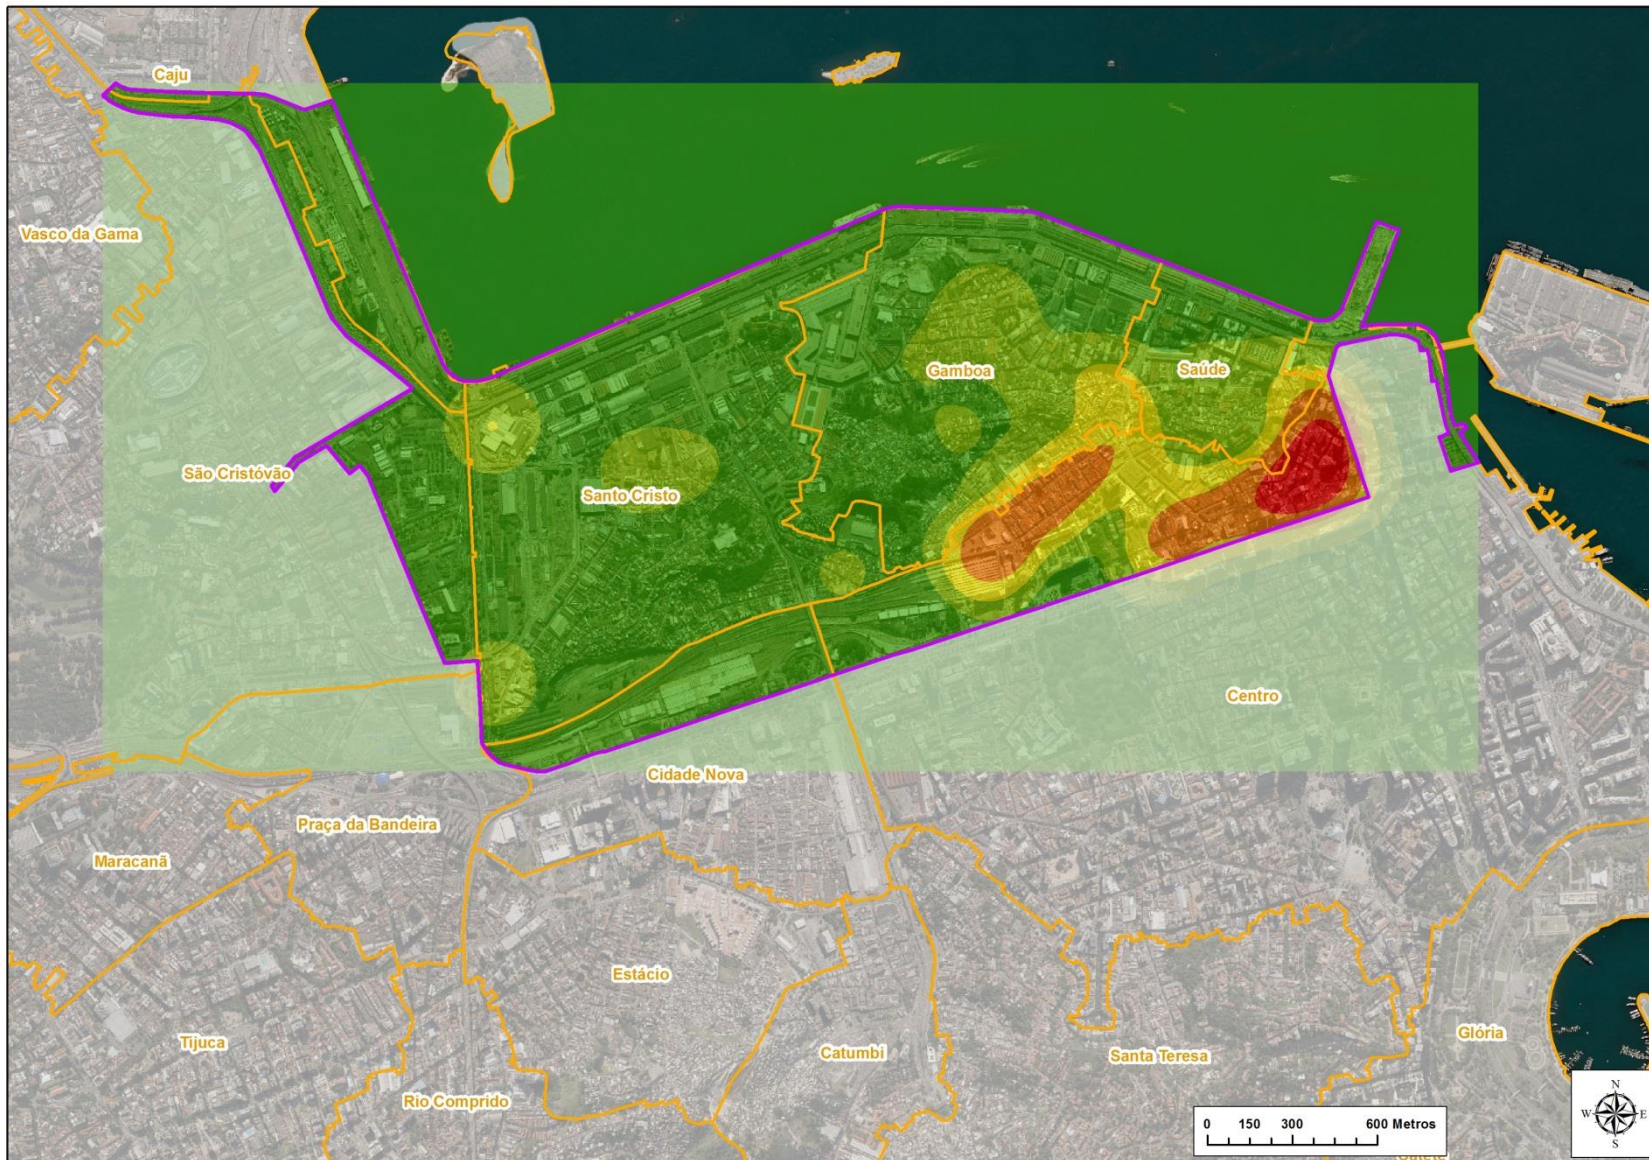 Caju
Vasco da Gama
Gamboa
Saúde
São Cristóvão
Santo Cristo
Centro
Cidade Nova
Praça da Bandeira
Maracanã
Estácio
Tijuca
Catumbi
Santa Teresa
Glória
Rio Comprido
N
W E
S
0 150 300 600 Metros